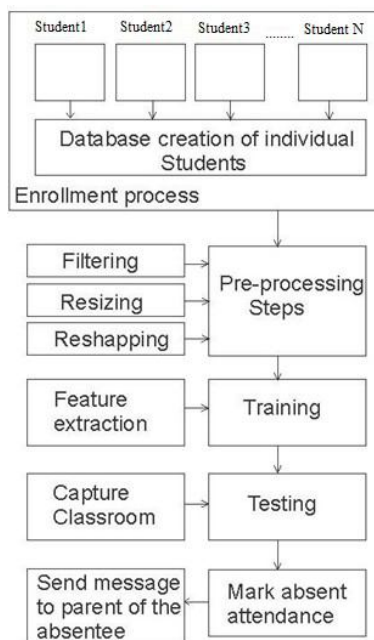 Student1 Student2 Student3 ........ Student N
Database creation of individual
Students
Enrollment process
Filtering
Resizing
Reshapping
Pre-processing
Steps
Feature
extraction
Training
Capture
Classroom
Testing
Send message
to parent of the
absentee
Mark absent
attendance